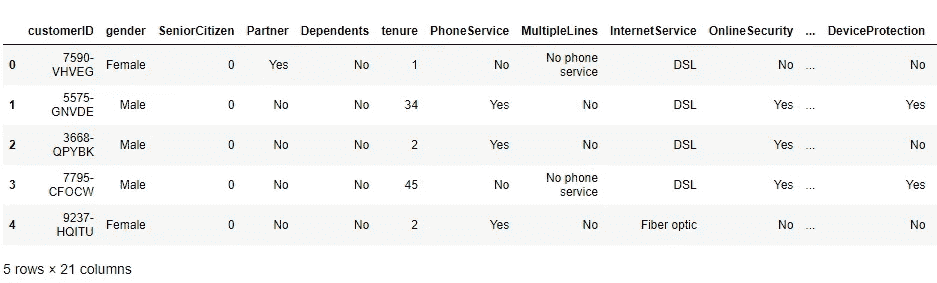 customerID gender SeniorCitizen Partner Dependents tenure PhoneService MultipleLines InternetService OnlineSecurity ... DeviceProtection
0 7590-VHVEG Female 0 Yes No 1 No No phone service DSL No ... No
1 5575-GNVDE Male 0 No No 34 Yes No DSL Yes ... Yes
2 3668-QPYBK Male 0 No No 2 Yes No DSL Yes ... No
3 7795-CFOCW Male 0 No No 45 No No phone service DSL Yes ... Yes
4 9237-HQITU Female 0 No No 2 Yes No Fiber optic No ... No
5 rows × 21 columns